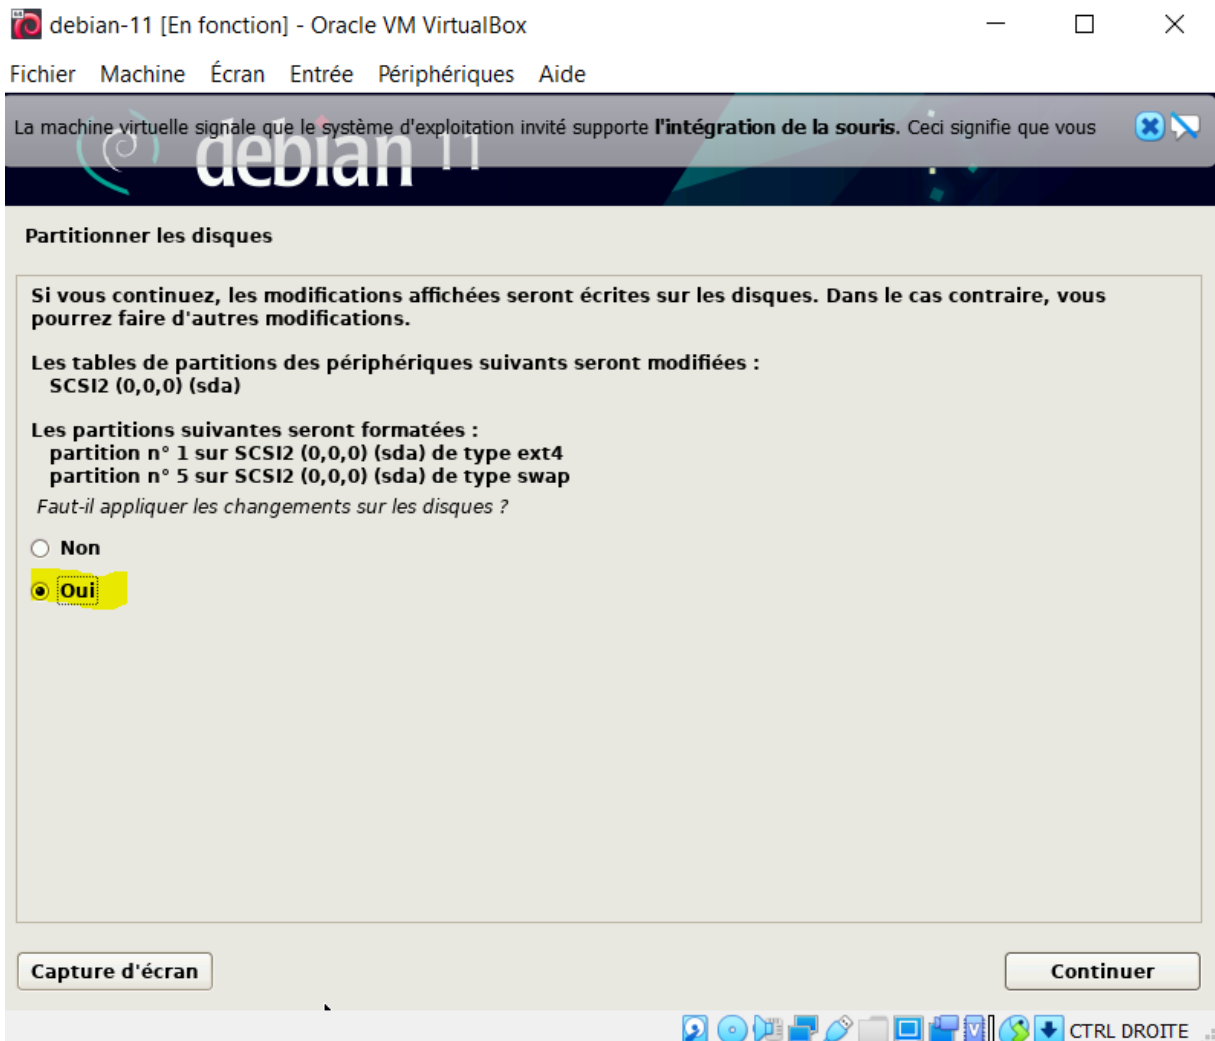 debian-11 [En fonction] - Oracle VM VirtualBox
Fichier Machine Écran Entrée Périphériques Aide
La machine virtuelle signale que le système d'exploitation invité supporte l'intégration de la souris. Ceci signifie que vous
debian 11
Partitionner les disques
Si vous continuez, les modifications affichées seront écrites sur les disques. Dans le cas contraire, vous
pourrez faire d'autres modifications.
Les tables de partitions des périphériques suivants seront modifiées :
SCSI2 (0,0,0) (sda)
Les partitions suivantes seront formatées :
partition n° 1 sur SCSI2 (0,0,0) (sda) de type ext4
partition n° 5 sur SCSI2 (0,0,0) (sda) de type swap
Faut-il appliquer les changements sur les disques ?
Non
Oui
Capture d'écran
Continuer
CTRL DROITE